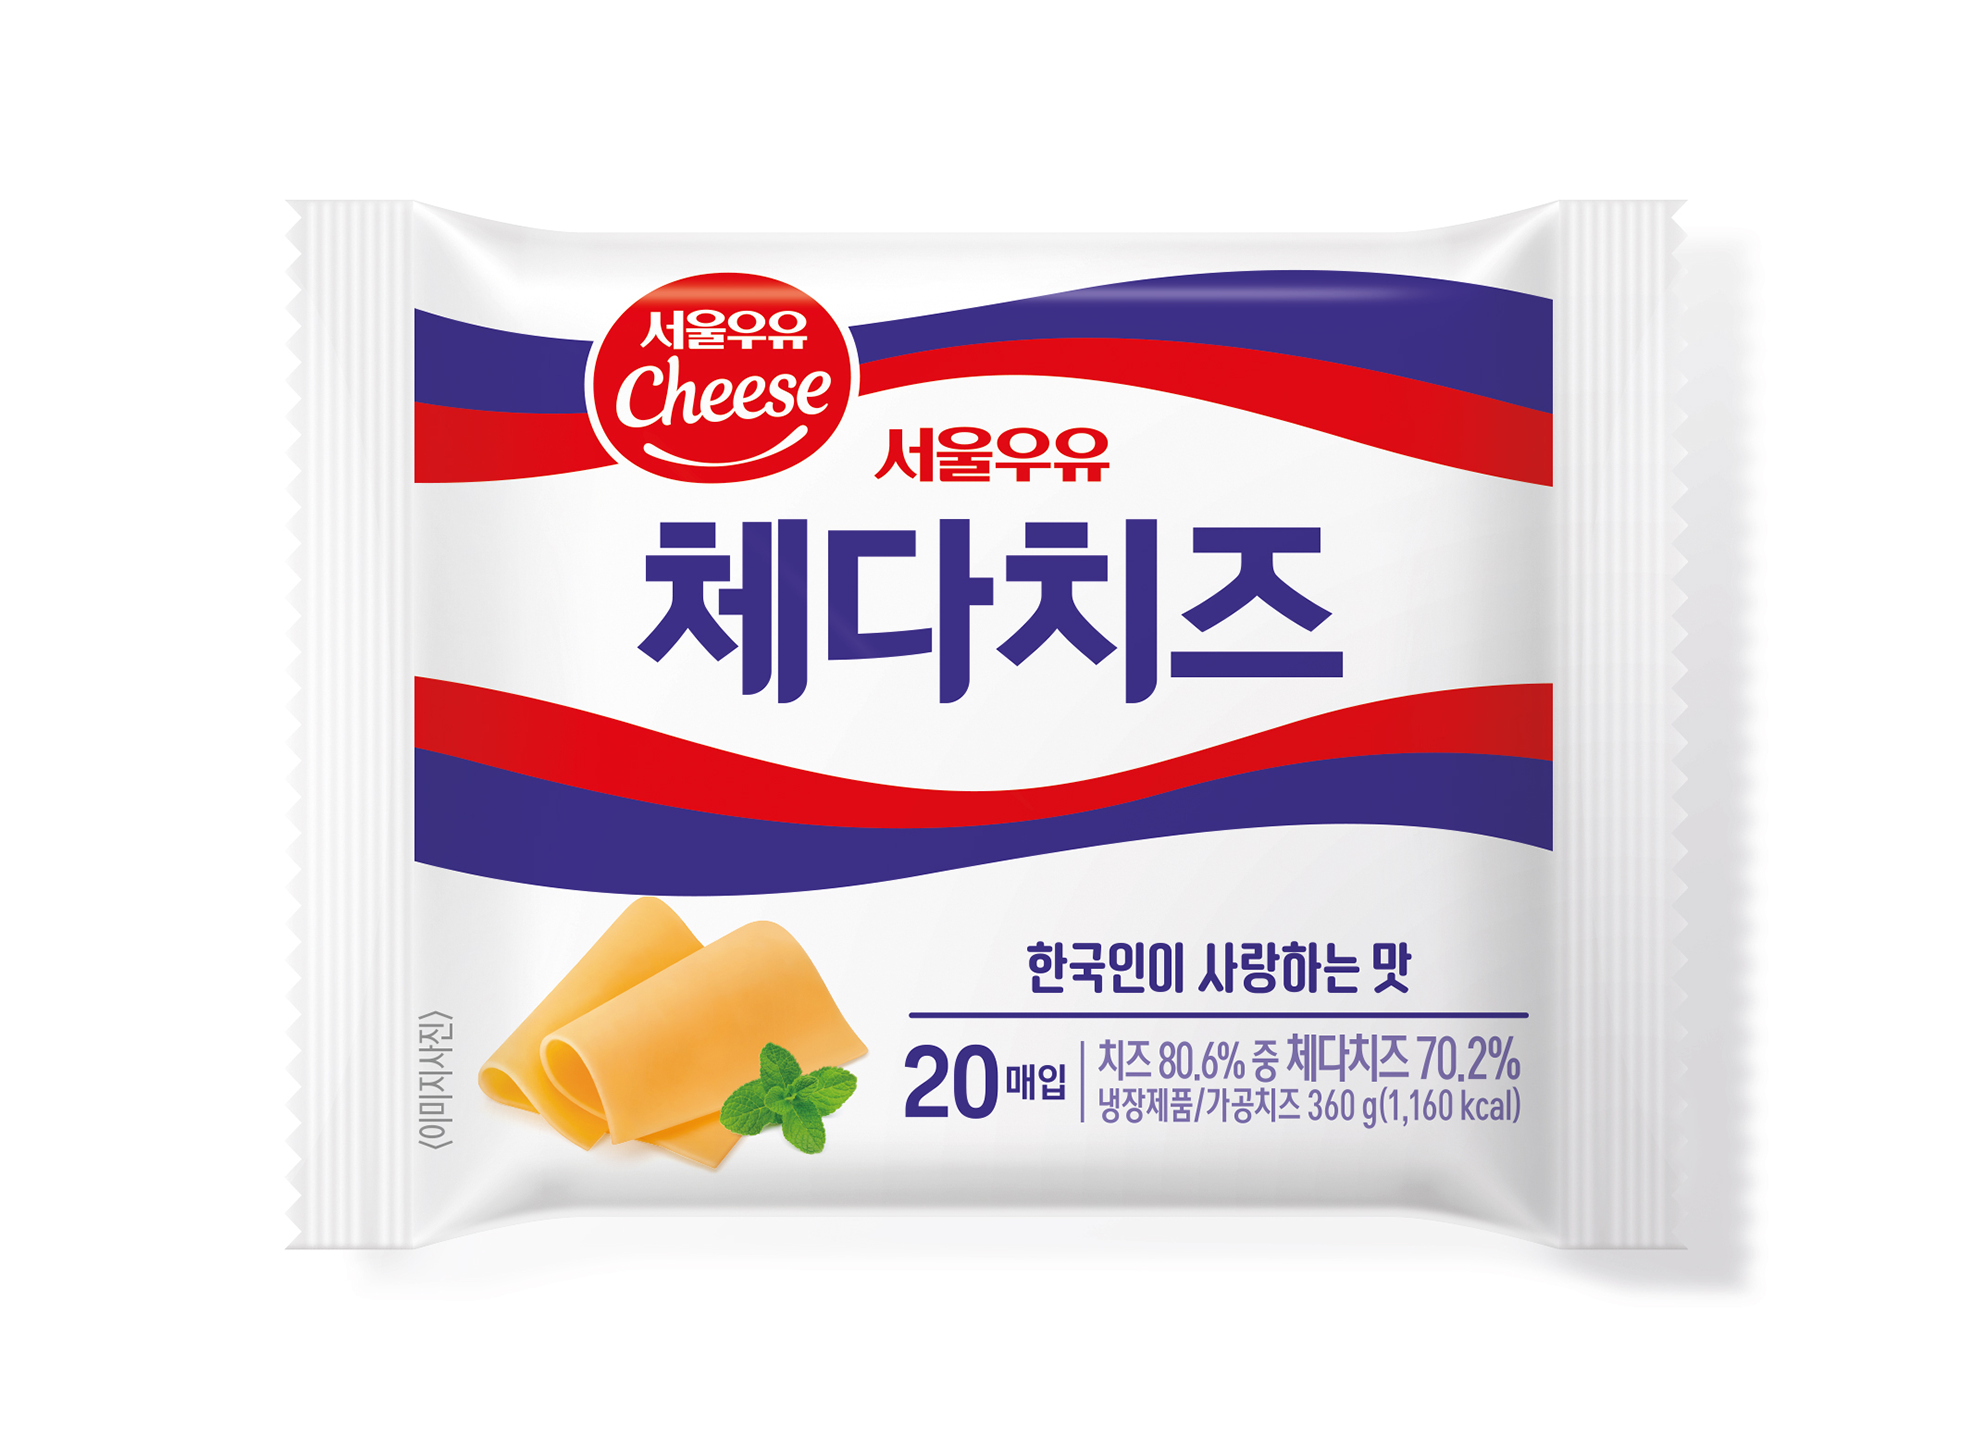 서울우유
Cheese
서울우유
체다치즈
한국인이 사랑하는 맛
20매입
치즈 80.6% 중 체다치즈 70.2%
냉장제품/가공치즈 360 g(1,160 kcal)
<이미지사진>